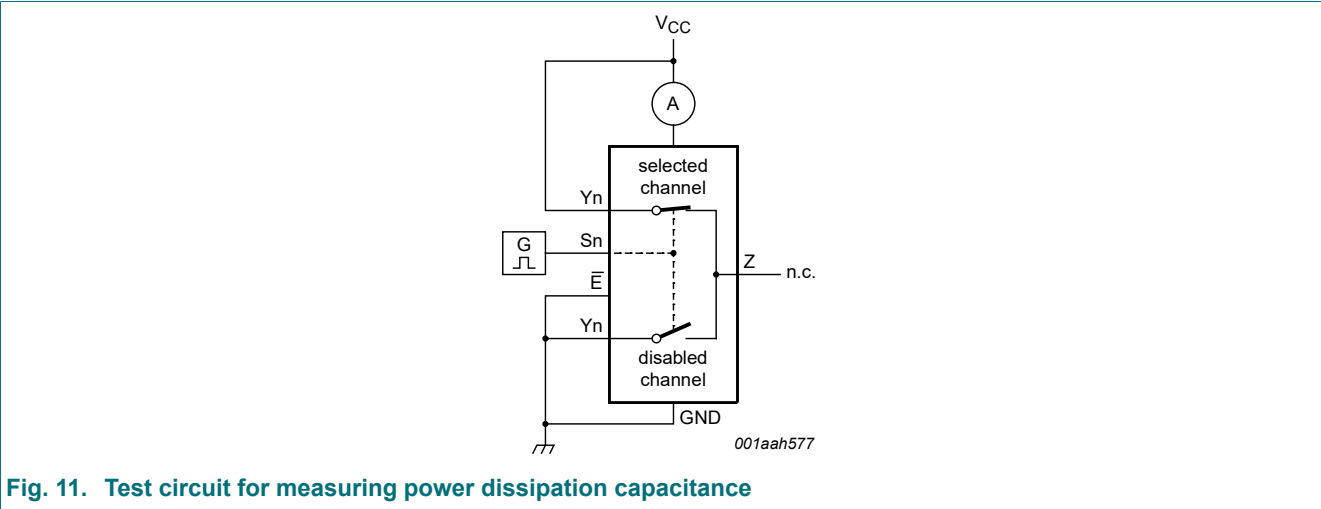 VCC
A
selected
channel
Yn
G
Sn
E̅
Z
n.c.
Yn
disabled
channel
GND
001aah577
Fig. 11. Test circuit for measuring power dissipation capacitance